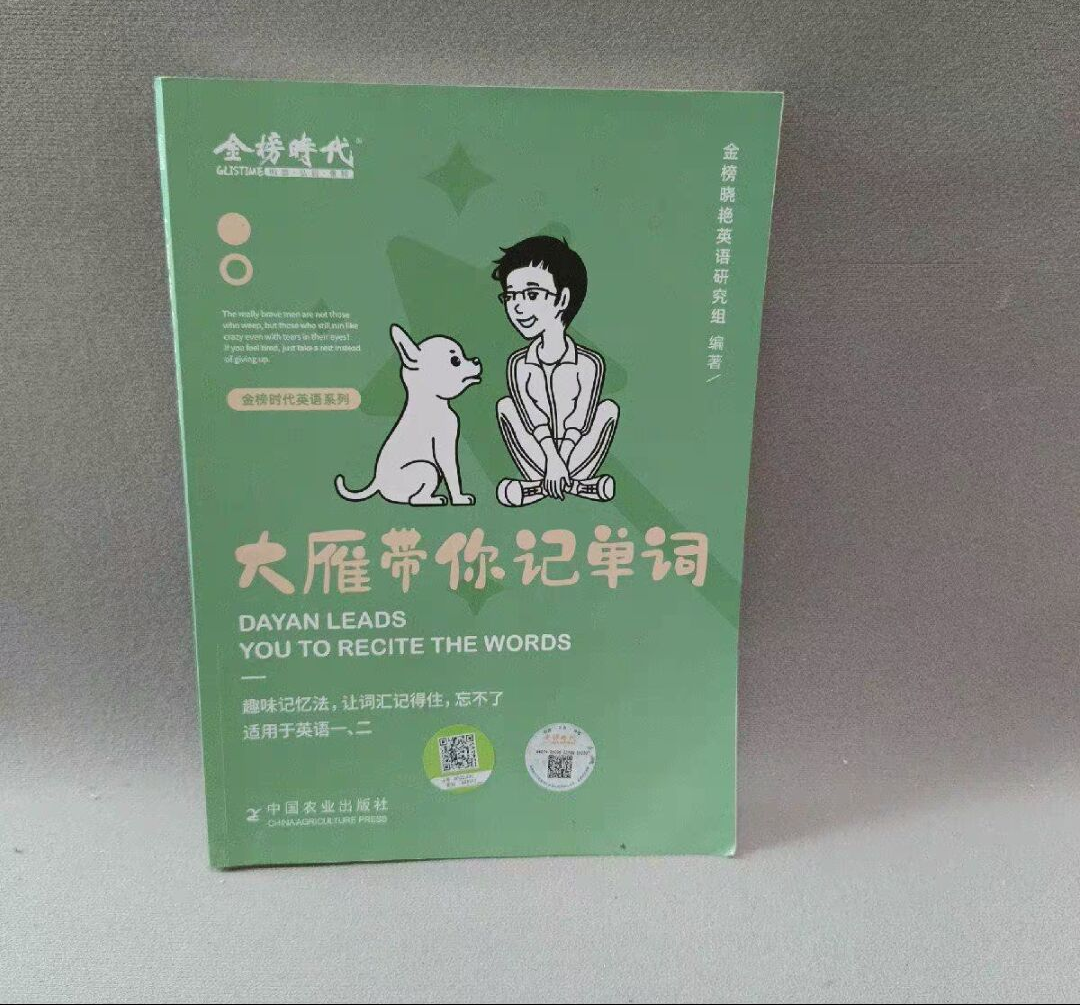 金榜時代
GLISTIME
金榜晓艳英语研究组 编著
The really brave men are not those
who weep, but those who still run like
crazy even with tears in their eyes!
If you feel tired, just take a rest instead
of giving up.
金榜时代英语系列
大雁带你记单词
DAYAN LEADS
YOU TO RECITE THE WORDS
趣味记忆法，让词汇记得住，忘不了
适用于英语一、二
中国农业出版社
CHINA AGRICULTURE PRESS